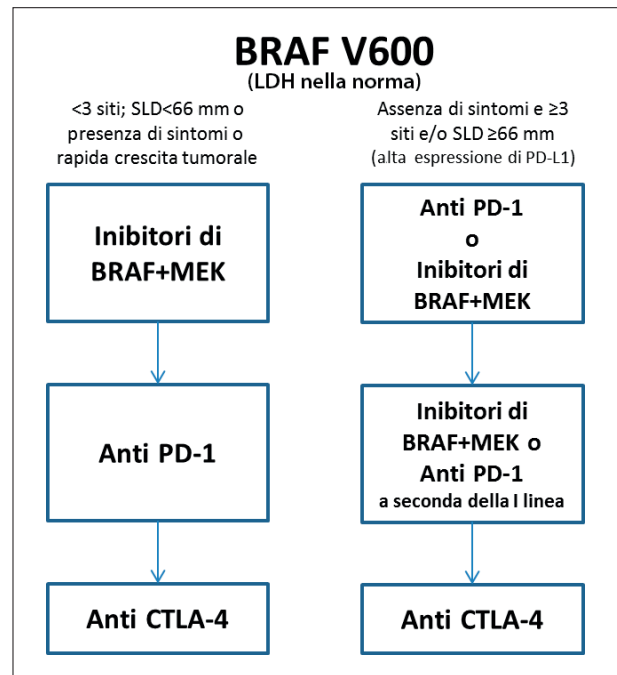 BRAF V600
(LDH nella norma)
<3 siti; SLD<66 mm o
presenza di sintomi o
rapida crescita tumorale
Inibitori di
BRAF+MEK
Anti PD-1
Anti CTLA-4
Assenza di sintomi e ≥3
siti e/o SLD ≥66 mm
(alta espressione di PD-L1)
Anti PD-1
o
Inibitori di
BRAF+MEK
Inibitori di
BRAF+MEK o
Anti PD-1
a seconda della I linea
Anti CTLA-4